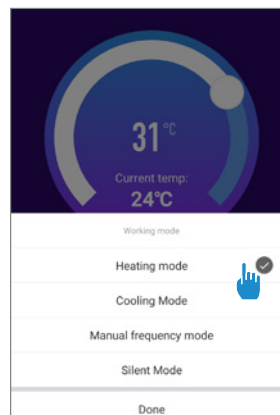 31°C
Current temp:
24°C
Working mode
Heating mode
Cooling Mode
Manual frequency mode
Silent Mode
Done